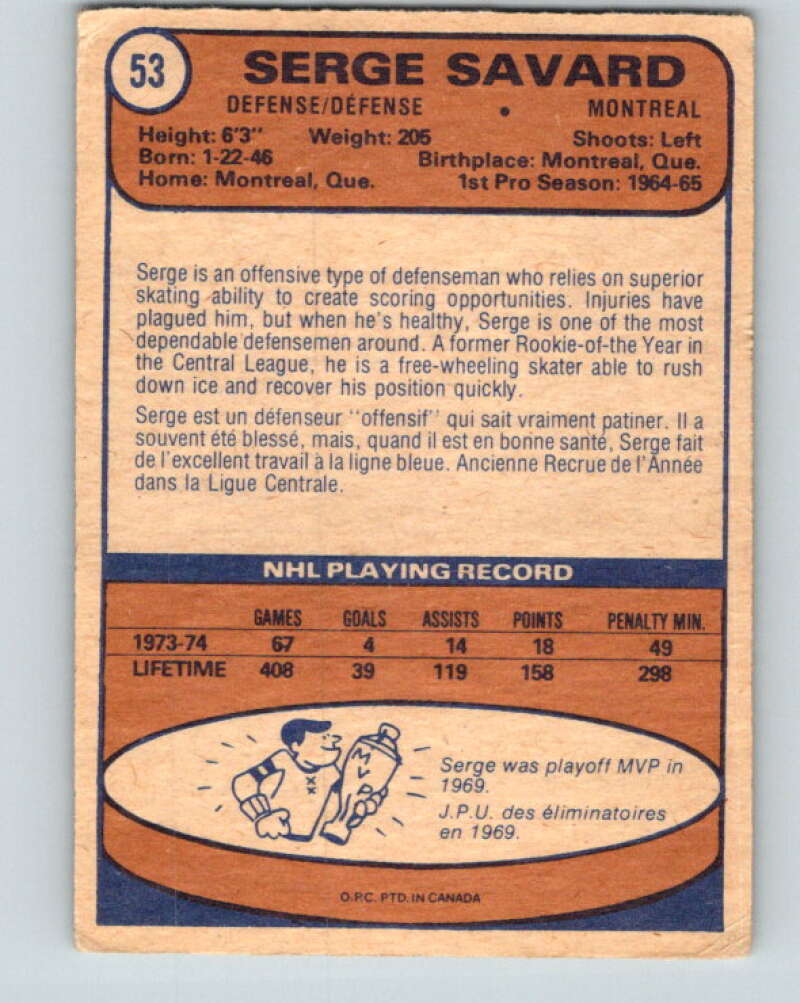 53 SERGE SAVARD
DEFENSE/DÉFENSE • MONTREAL
Height: 6'3" Weight: 205 Shoots: Left
Born: 1-22-46 Birthplace: Montreal, Que.
Home: Montreal, Que. 1st Pro Season: 1964-65
Serge is an offensive type of defenseman who relies on superior
skating ability to create scoring opportunities. Injuries have
plagued him, but when he's healthy, Serge is one of the most
dependable defensemen around. A former Rookie-of-the Year in
the Central League, he is a free-wheeling skater able to rush
down ice and recover his position quickly.
Serge est un défenseur "offensif" qui sait vraiment patiner. Il a
souvent été blessé, mais, quand il est en bonne santé, Serge fait
de l'excellent travail à la ligne bleue. Ancienne Recrue de l'Année
dans la Ligue Centrale.
NHL PLAYING RECORD
GAMES GOALS ASSISTS POINTS PENALTY MIN.
1973-74 67 4 14 18 49
LIFETIME 408 39 119 158 298
MVP
Serge was playoff MVP in
1969.
J.P.U. des éliminatoires
en 1969.
O.P.C. PTD. IN CANADA